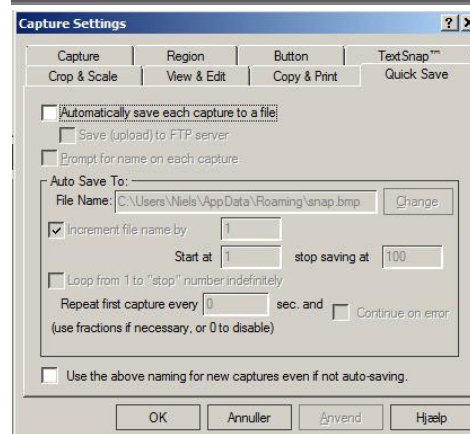 Capture Settings
Capture Region Button TextSnap™
Crop & Scale View & Edit Copy & Print Quick Save
Automatically save each capture to a file
Save (upload) to FTP server
Prompt for name on each capture
Auto Save To:
File Name: C:\Users\Niels\AppData\Roaming\snap.bmp Change
Increment file name by 1
Start at 1 stop saving at 100
Loop from 1 to "stop" number indefinitely
Repeat first capture every 0 sec. and Continue on error
(use fractions if necessary, or 0 to disable)
Use the above naming for new captures even if not auto-saving.
OK Annuller Anvend Hjælp